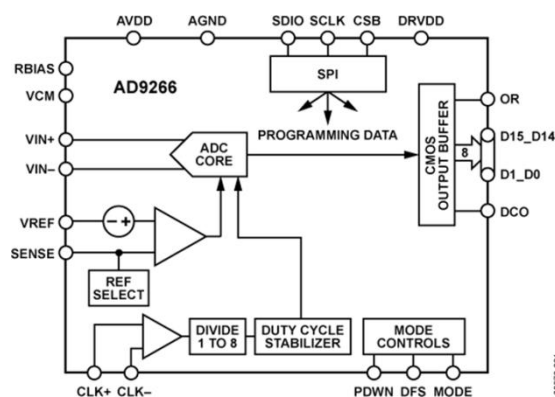 AVDD AGND SDIO SCLK CSB DRVDD
RBIAS
VCM
AD9266
SPI
PROGRAMMING DATA
VIN+
VIN–
ADC
CORE
CMOS
OUTPUT BUFFER
OR
D15_D14
8
D1_D0
DCO
VREF
– +
SENSE
REF
SELECT
DIVIDE
1 TO 8
DUTY CYCLE
STABILIZER
MODE
CONTROLS
CLK+ CLK–
PDWN DFS MODE